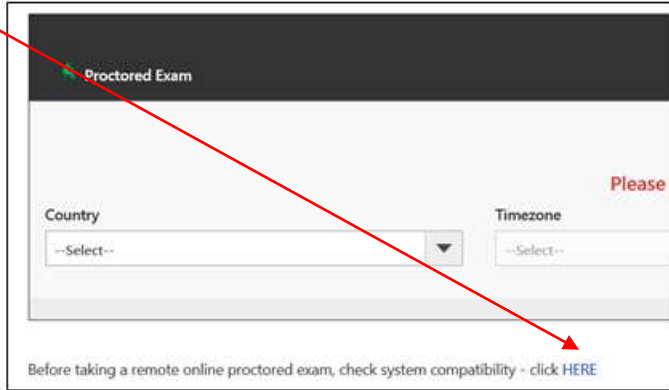 Proctored Exam
Please
Country
Timezone
--Select--
--Select--
Before taking a remote online proctored exam, check system compatibility - click HERE